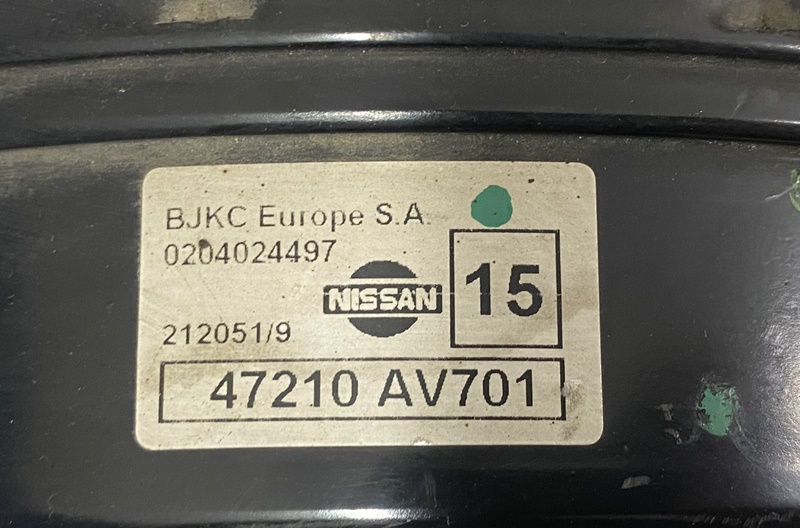 BJKC Europe S.A.
0204024497
NISSAN
15
212051/9
47210 AV701